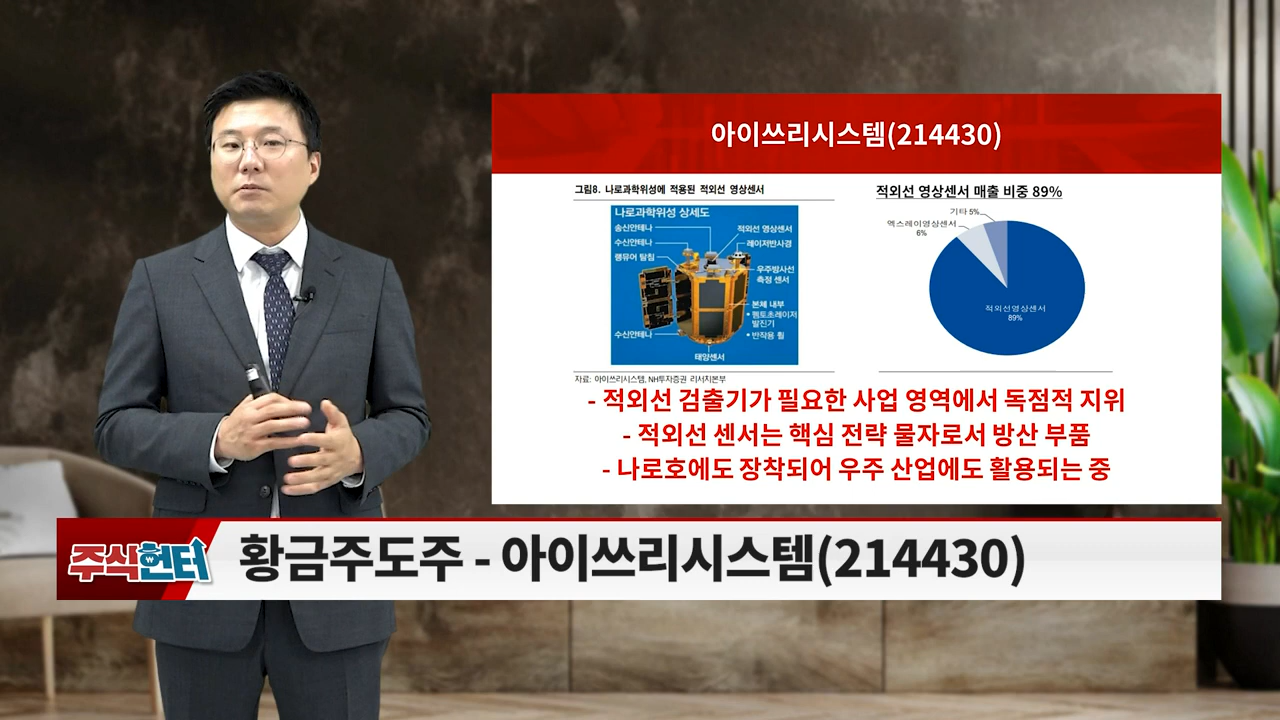 아이쓰리시스템(214430)
그림8. 나로과학위성에 적용된 적외선 영상센서
나로과학위성 상세도
송신안테나
수신안테나
랭뮤어 탐침
수신안테나
적외선 영상센서
레이저반사경
우주방사선
측정 센서
본체 내부
• 펨토초레이저
발진기
• 반작용 휠
태양센서
자료: 아이쓰리시스템, NH투자증권 리서치본부
적외선 영상센서 매출 비중 89%
기타 5%
엑스레이영상센서
6%
적외선영상센서
89%
- 적외선 검출기가 필요한 사업 영역에서 독점적 지위
- 적외선 센서는 핵심 전략 물자로서 방산 부품
- 나로호에도 장착되어 우주 산업에도 활용되는 중
주식헌터
황금주도주 - 아이쓰리시스템(214430)